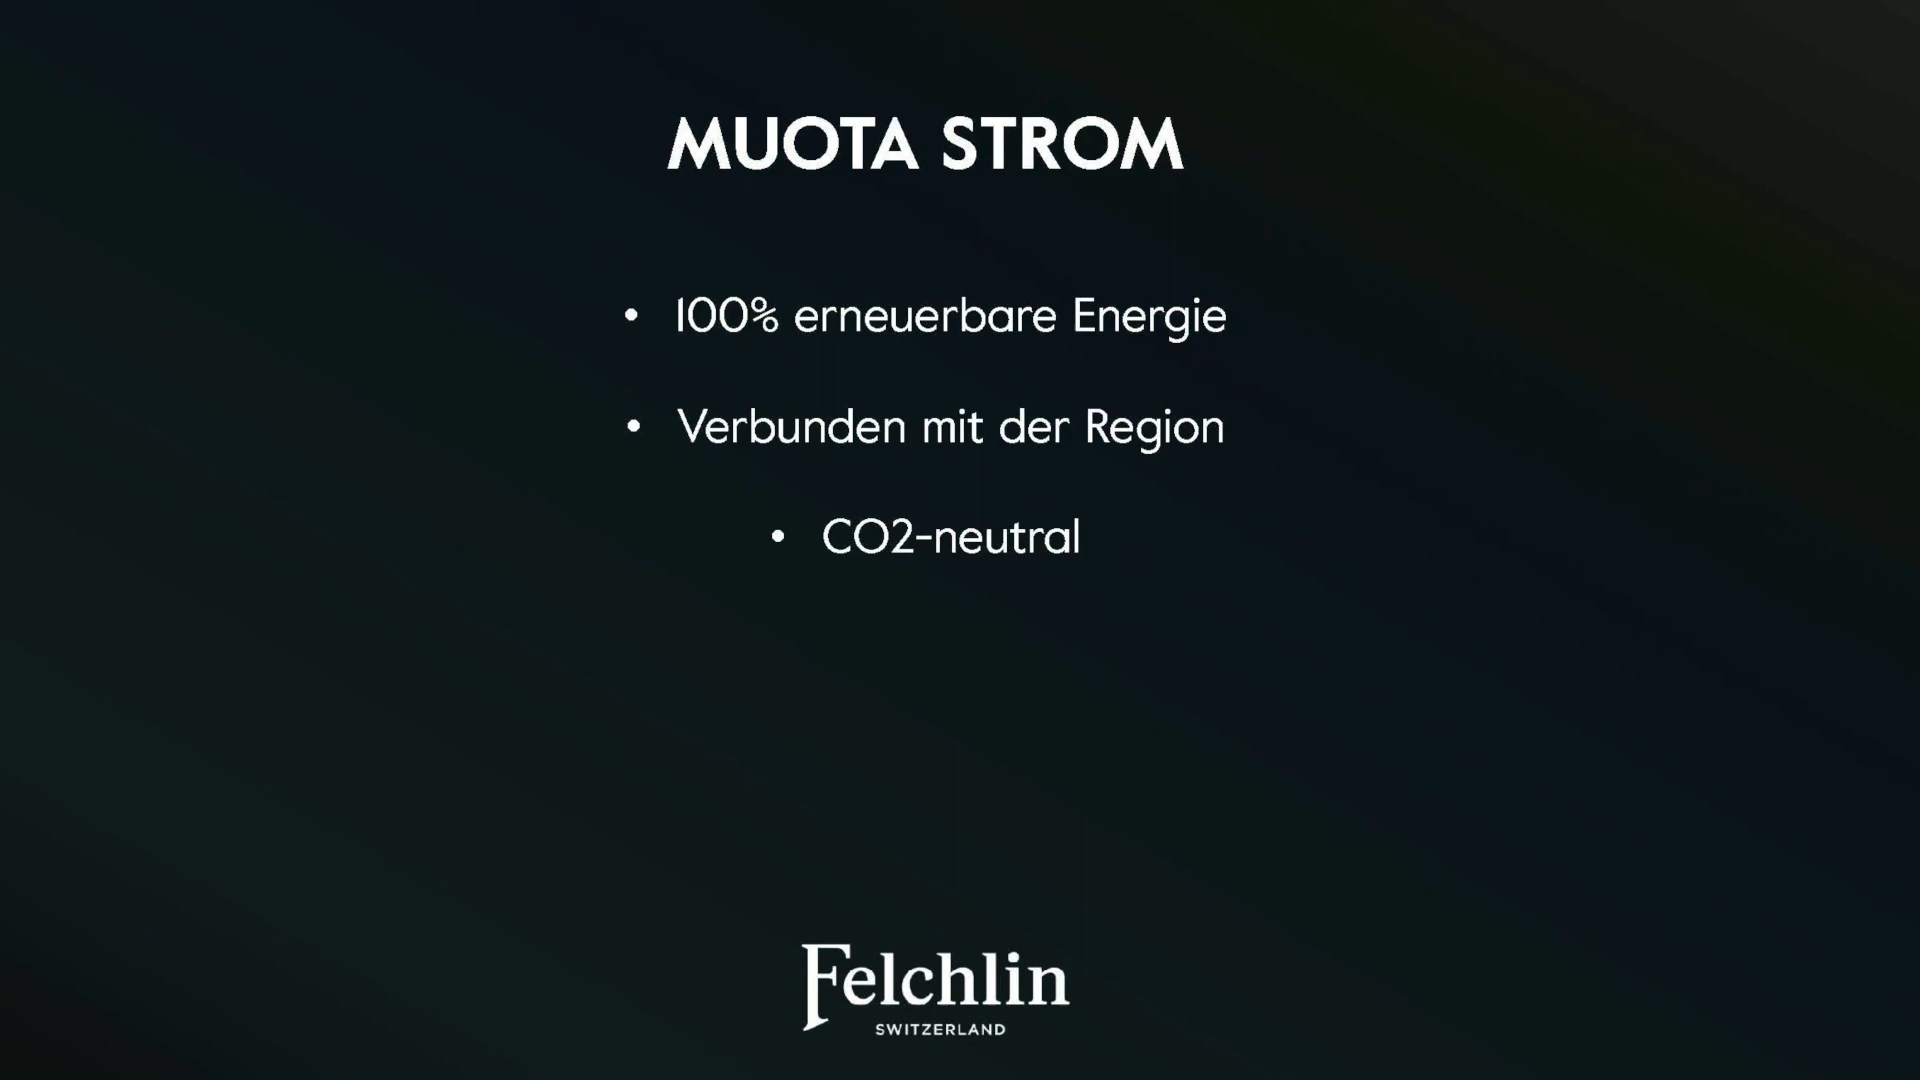 MUOTA STROM
• 100% erneuerbare Energie
• Verbunden mit der Region
• CO2-neutral
Felchlin
SWITZERLAND